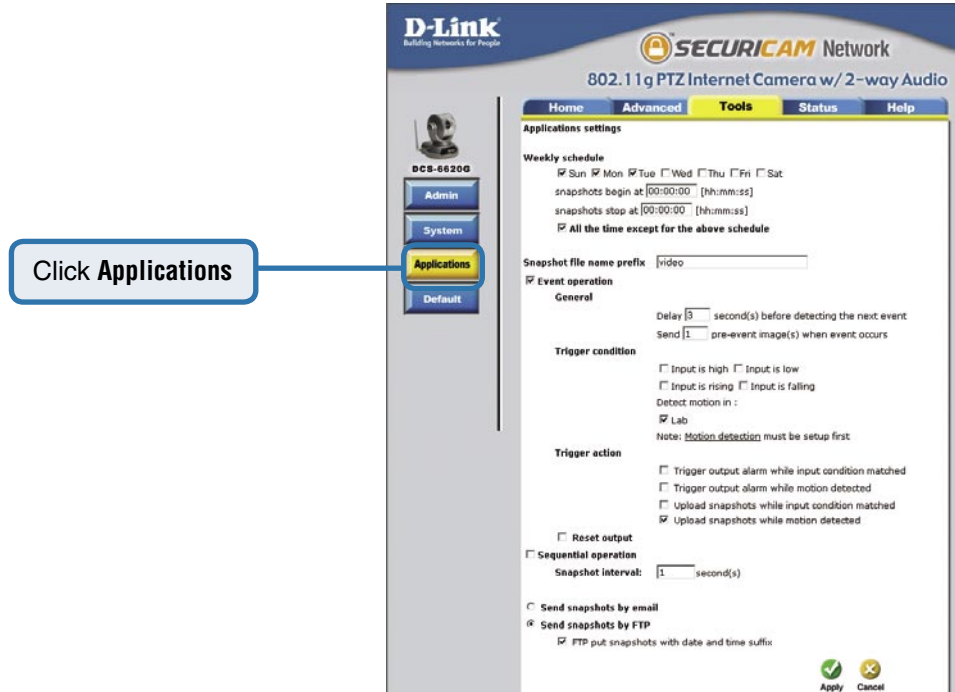 D-Link
Building Networks for People
SECURICAM Network
802.11g PTZ Internet Camera w/ 2-way Audio
Home Advanced Tools Status Help
DCS-6620G
Admin
System
Applications
Default
Click Applications
Applications settings
Weekly schedule
Sun Mon Tue Wed Thu Fri Sat
snapshots begin at 00:00:00 [hh:mm:ss]
snapshots stop at 00:00:00 [hh:mm:ss]
All the time except for the above schedule
Snapshot file name prefix video
Event operation
General
Delay 3 second(s) before detecting the next event
Send 1 pre-event image(s) when event occurs
Trigger condition
Input is high Input is low
Input is rising Input is falling
Detect motion in :
Lab
Note: Motion detection must be setup first
Trigger action
Trigger output alarm while input condition matched
Trigger output alarm while motion detected
Upload snapshots while input condition matched
Upload snapshots while motion detected
Reset output
Sequential operation
Snapshot interval: 1 second(s)
Send snapshots by email
Send snapshots by FTP
FTP put snapshots with date and time suffix
Apply Cancel